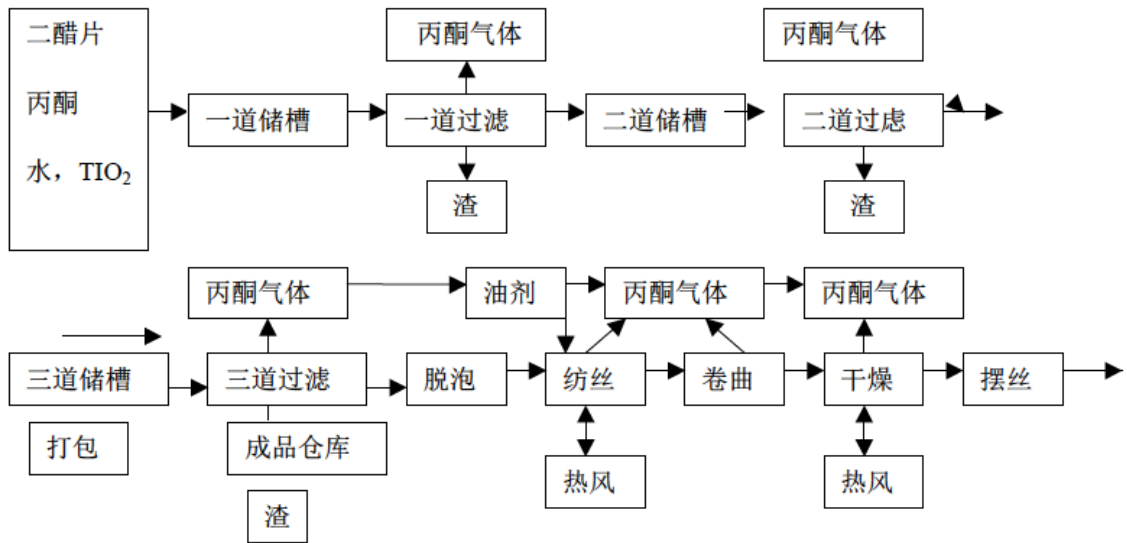 二醋片
丙酮
水，TIO₂
丙酮气体
丙酮气体
一道储槽
一道过滤
二道储槽
二道过虑
渣
渣
丙酮气体
油剂
丙酮气体
丙酮气体
三道储槽
三道过滤
脱泡
纺丝
卷曲
干燥
摆丝
打包
成品仓库
热风
热风
渣